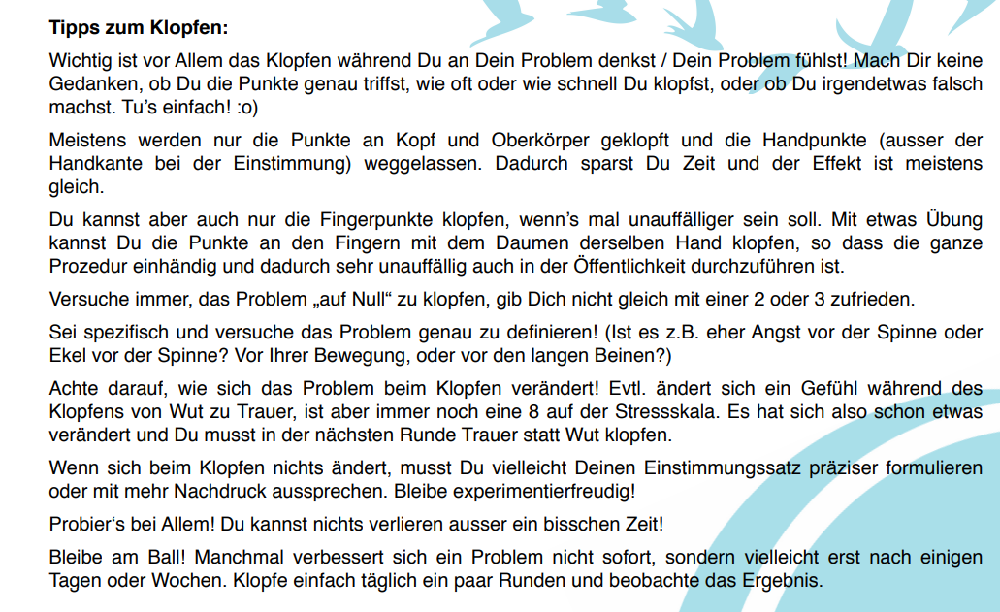 Tipps zum Klopfen:
Wichtig ist vor Allem das Klopfen während Du an Dein Problem denkst / Dein Problem fühlst! Mach Dir keine
Gedanken, ob Du die Punkte genau triffst, wie oft oder wie schnell Du klopfst, oder ob Du irgendetwas falsch
machst. Tu’s einfach! :o)
Meistens werden nur die Punkte an Kopf und Oberkörper geklopft und die Handpunkte (ausser der
Handkante bei der Einstimmung) weggelassen. Dadurch sparst Du Zeit und der Effekt ist meistens
gleich.
Du kannst aber auch nur die Fingerpunkte klopfen, wenn’s mal unauffälliger sein soll. Mit etwas Übung
kannst Du die Punkte an den Fingern mit dem Daumen derselben Hand klopfen, so dass die ganze
Prozedur einhändig und dadurch sehr unauffällig auch in der Öffentlichkeit durchzuführen ist.
Versuche immer, das Problem „auf Null“ zu klopfen, gib Dich nicht gleich mit einer 2 oder 3 zufrieden.
Sei spezifisch und versuche das Problem genau zu definieren! (Ist es z.B. eher Angst vor der Spinne oder
Ekel vor der Spinne? Vor Ihrer Bewegung, oder vor den langen Beinen?)
Achte darauf, wie sich das Problem beim Klopfen verändert! Evtl. ändert sich ein Gefühl während des
Klopfens von Wut zu Trauer, ist aber immer noch eine 8 auf der Stressskala. Es hat sich also schon etwas
verändert und Du musst in der nächsten Runde Trauer statt Wut klopfen.
Wenn sich beim Klopfen nichts ändert, musst Du vielleicht Deinen Einstimmungssatz präziser formulieren
oder mit mehr Nachdruck aussprechen. Bleibe experimentierfreudig!
Probier‘s bei Allem! Du kannst nichts verlieren ausser ein bisschen Zeit!
Bleibe am Ball! Manchmal verbessert sich ein Problem nicht sofort, sondern vielleicht erst nach einigen
Tagen oder Wochen. Klopfe einfach täglich ein paar Runden und beobachte das Ergebnis.